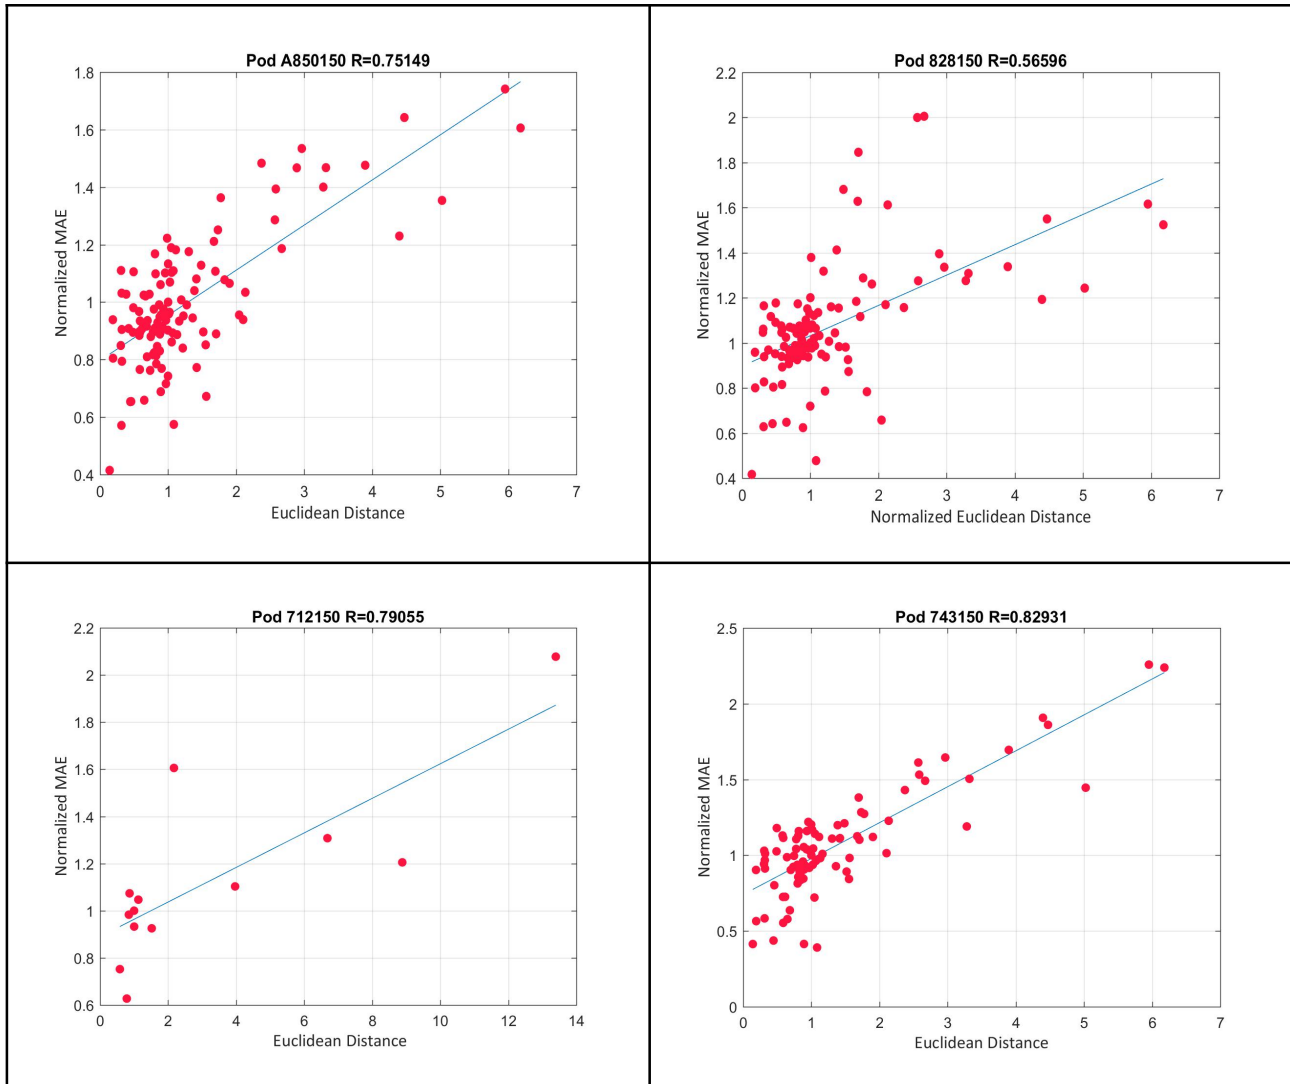 Pod A850150 R=0.75149
1.8
1.6
1.4
1.2
1
0.8
0.6
0.4
Normalized MAE
0 1 2 3 4 5 6 7
Euclidean Distance
Pod 828150 R=0.56596
2.2
2
1.8
1.6
1.4
1.2
1
0.8
0.6
0.4
Normalized MAE
0 1 2 3 4 5 6 7
Normalized Euclidean Distance
Pod 712150 R=0.79055
2.2
2
1.8
1.6
1.4
1.2
1
0.8
0.6
Normalized MAE
0 2 4 6 8 10 12 14
Euclidean Distance
Pod 743150 R=0.82931
2.5
2
1.5
1
0.5
0
Normalized MAE
0 1 2 3 4 5 6 7
Euclidean Distance